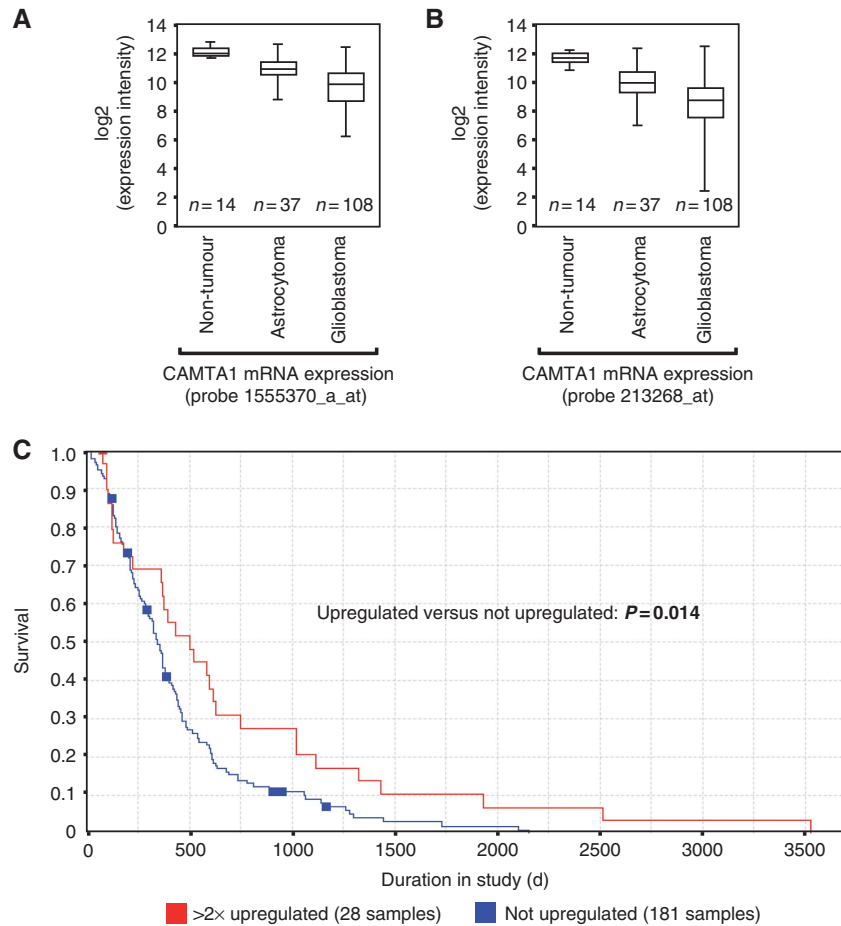 A
14
12
10
8
6
4
2
0
log2
(expression intensity)
n = 14 n = 37 n = 108
Non-tumour
Astrocytoma
Glioblastoma
CAMTA1 mRNA expression
(probe 1555370_a_at)
B
14
12
10
8
6
4
2
0
log2
(expression intensity)
n = 14 n = 37 n = 108
Non-tumour
Astrocytoma
Glioblastoma
CAMTA1 mRNA expression
(probe 213268_at)
C
1.0
0.9
0.8
0.7
0.6
0.5
0.4
0.3
0.2
0.1
0
Survival
Upregulated versus not upregulated: P = 0.014
0 500 1000 1500 2000 2500 3000 3500
Duration in study (d)
>2× upregulated (28 samples) Not upregulated (181 samples)